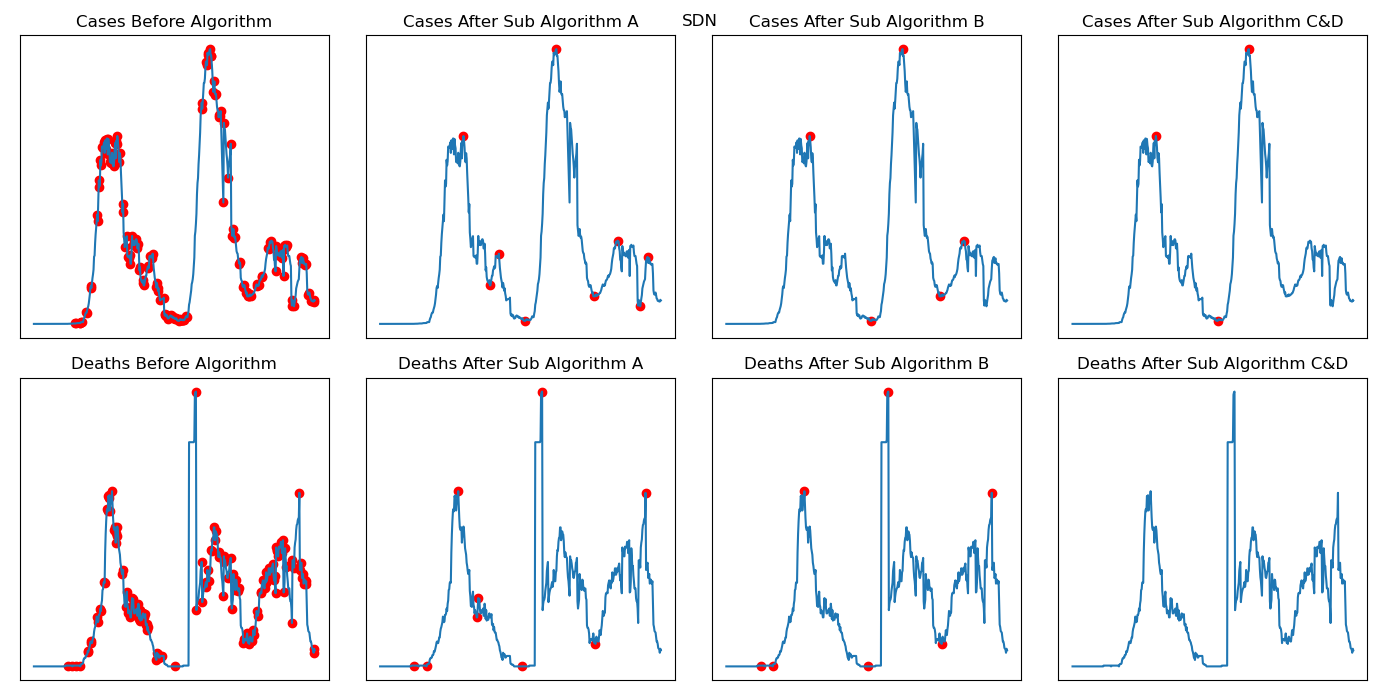 SDN
Cases Before Algorithm
Cases After Sub Algorithm A
Cases After Sub Algorithm B
Cases After Sub Algorithm C&D
Deaths Before Algorithm
Deaths After Sub Algorithm A
Deaths After Sub Algorithm B
Deaths After Sub Algorithm C&D